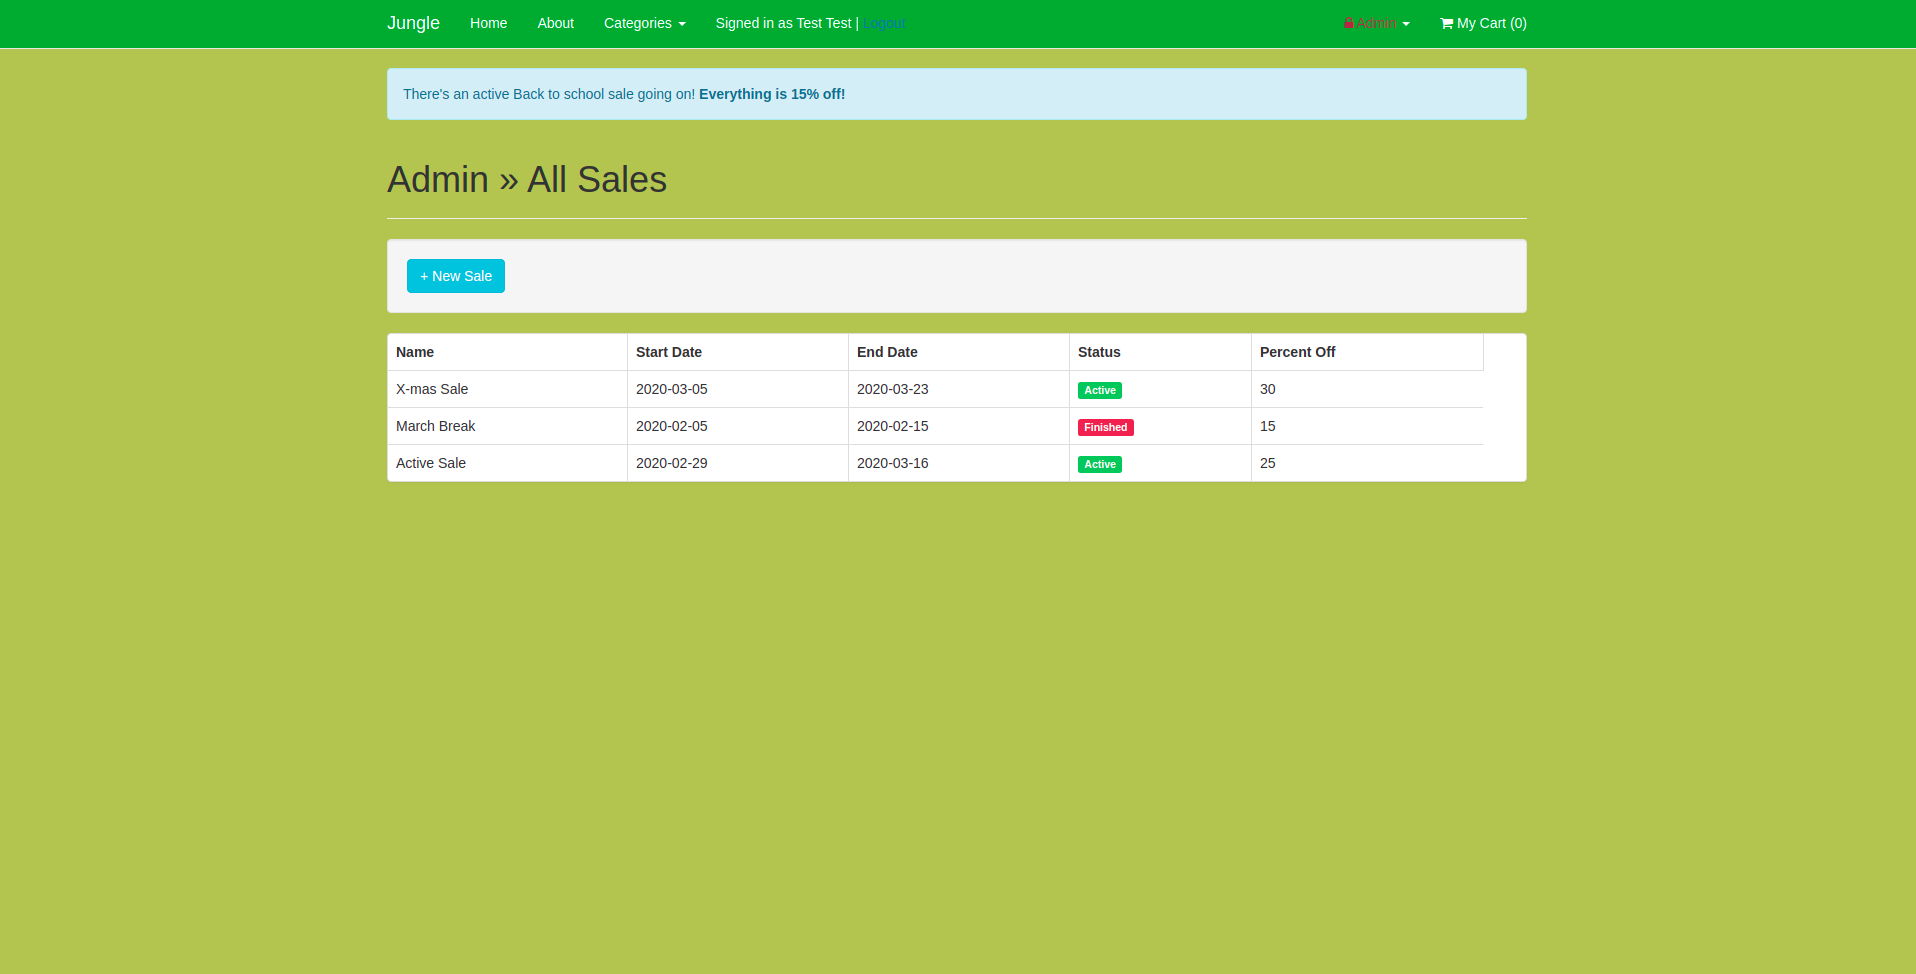 Jungle Home About Categories Signed in as Test Test | Logout Admin My Cart (0)
There's an active Back to school sale going on! Everything is 15% off!
Admin » All Sales
+ New Sale
Name Start Date End Date Status Percent Off
X-mas Sale 2020-03-05 2020-03-23 Active 30
March Break 2020-02-05 2020-02-15 Finished 15
Active Sale 2020-02-29 2020-03-16 Active 25